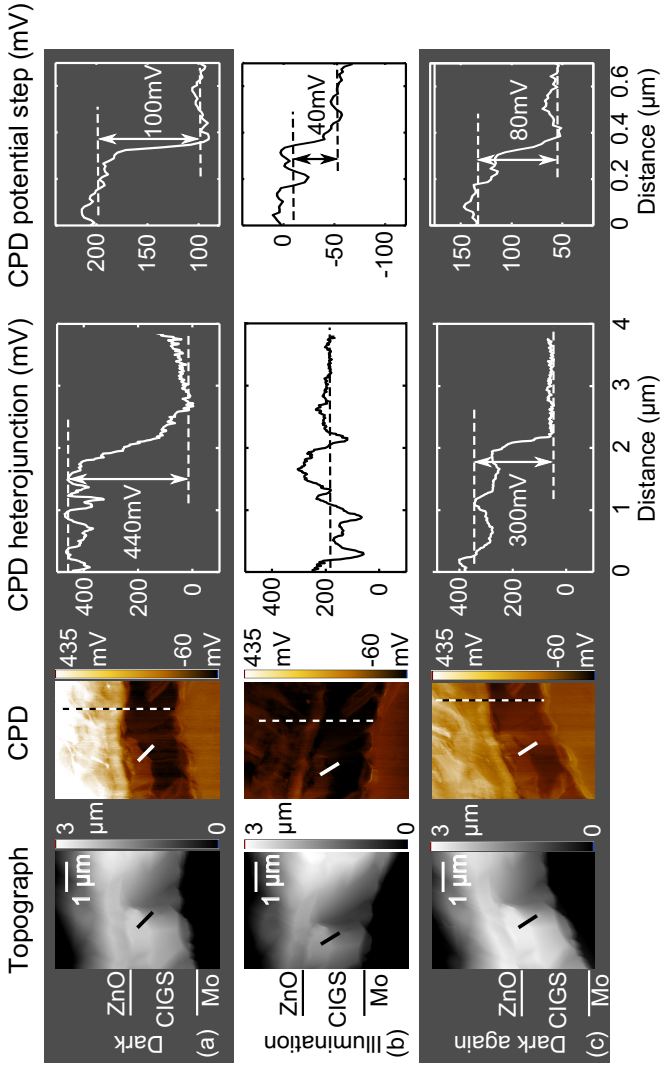 Topograph
CPD
CPD heterojunction (mV)
CPD potential step (mV)
Dark
(a)
ZnO
CIGS
Mo
1 µm
3
µm
0
435
mV
-60
mV
400
200
0
440mV
200
150
100
100mV
Illumination
(b)
ZnO
CIGS
Mo
1 µm
3
µm
0
435
mV
-60
mV
400
200
0
0
-50
-100
40mV
Dark again
(c)
ZnO
CIGS
Mo
1 µm
3
µm
0
435
mV
-60
mV
400
200
0
300mV
0 1 2 3 4
Distance (µm)
150
100
50
80mV
0 0.2 0.4 0.6
Distance (µm)